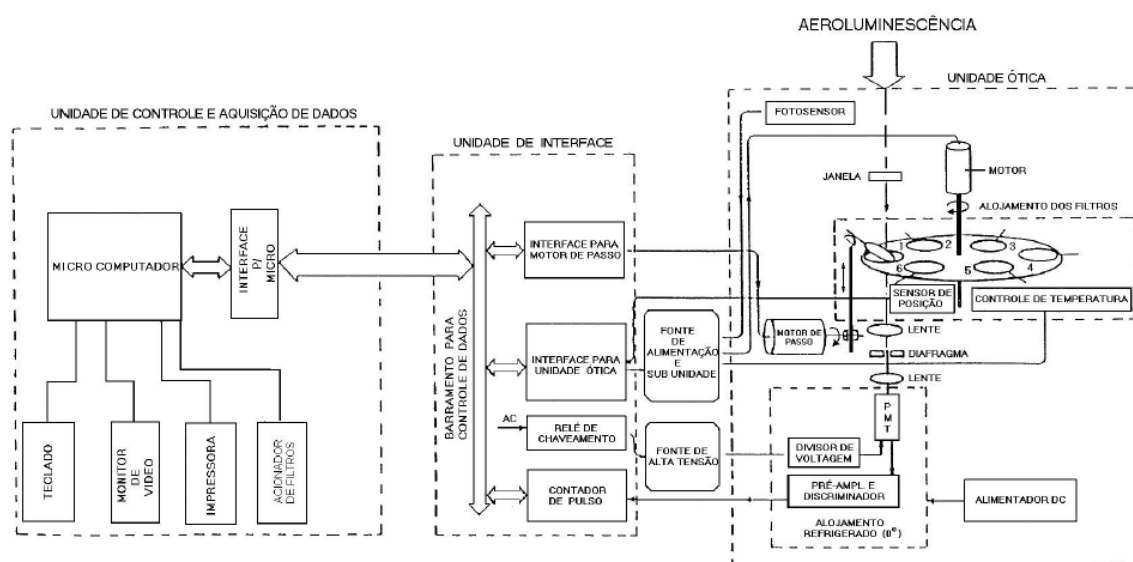 AEROLUMINESCÊNCIA
UNIDADE ÓTICA
UNIDADE DE CONTROLE E AQUISIÇÃO DE DADOS
UNIDADE DE INTERFACE
FOTOSENSOR
JANELA
MOTOR
ALOJAMENTO DOS FILTROS
MICRO COMPUTADOR
INTERFACE
P/
MICRO
BARRAMENTO PARA
CONTROLE DE DADOS
INTERFACE PARA
MOTOR DE PASSO
1
2
3
4
5
6
SENSOR DE
POSIÇÃO
CONTROLE DE TEMPERATURA
MOTOR DE
PASSO
LENTE
DIAFRAGMA
LENTE
FONTE
DE
ALIMENTAÇÃO
E
SUB UNIDADE
INTERFACE PARA
UNIDADE ÓTICA
AC
RELÉ DE
CHAVEAMENTO
FONTE DE
ALTA TENSÃO
DIVISOR DE
VOLTAGEM
PMT
TECLADO
MONITOR
DE
VIDEO
IMPRESSORA
ACIONADOR
DE FILTROS
CONTADOR
DE PULSO
PRÉ-AMPL. E
DISCRIMINADOR
ALIMENTADOR DC
ALOJAMENTO
REFRIGERADO (0°)